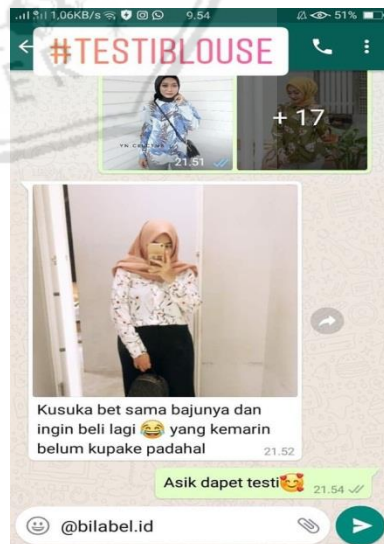 1,06KB/s 9.54 51%
#TESTIBLOUSE
+ 17
21.51
Kusuka bet sama bajunya dan
ingin beli lagi 😂 yang kemarin
belum kupake padahal 21.52
Asik dapet testi🥰 21.54
@bilabel.id